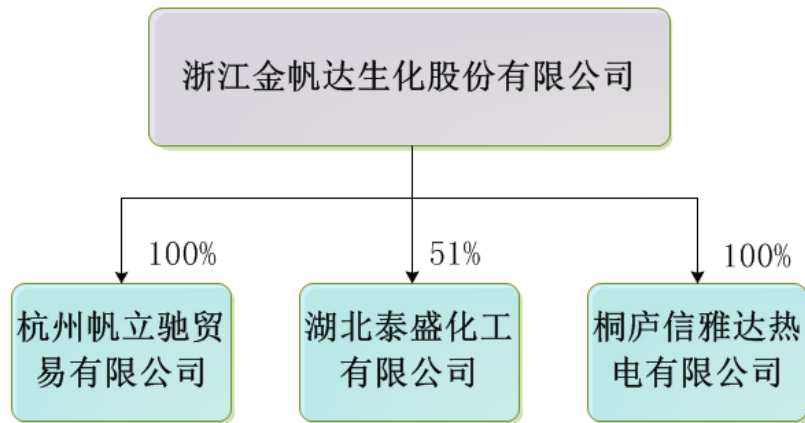 浙江金帆达生化股份有限公司
100%
51%
100%
杭州帆立驰贸
易有限公司
湖北泰盛化工
有限公司
桐庐信雅达热
电有限公司